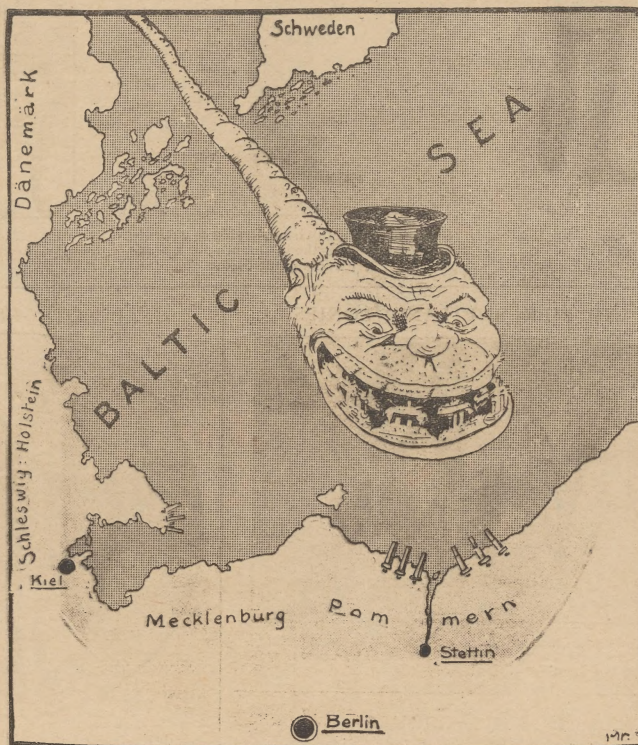 Schweden
Dänemark
BALTIC SEA
Schleswig: Holstein
Kiel
Mecklenburg
Pommern
Stettin
Berlin